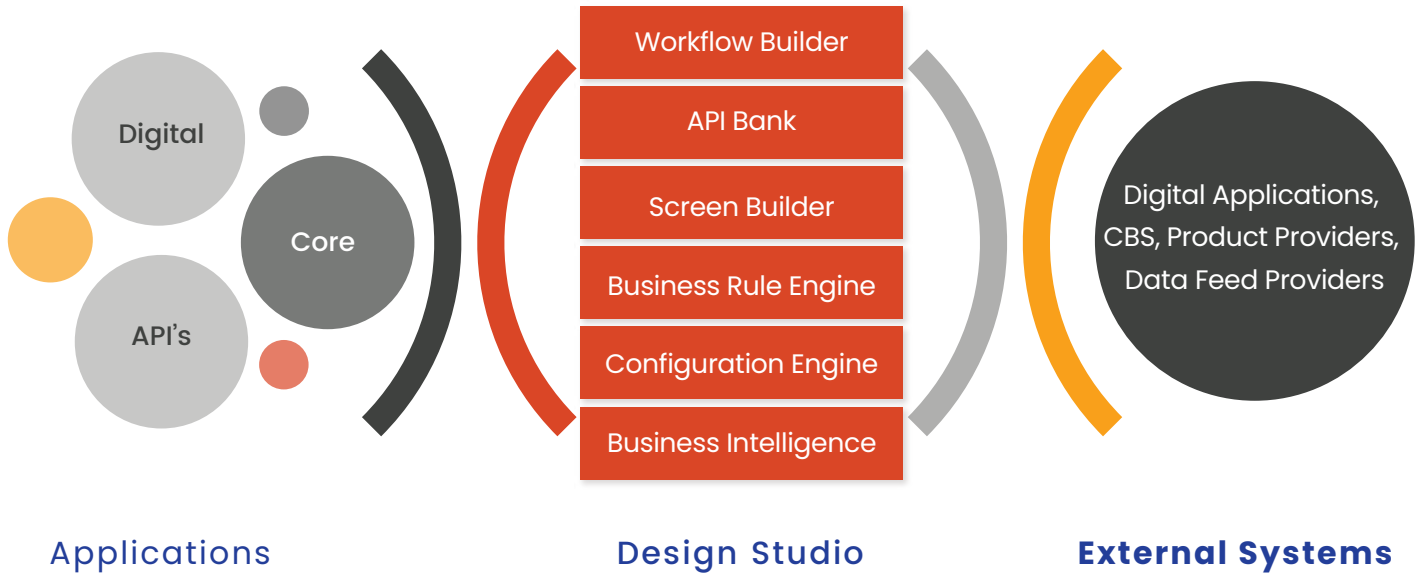 Digital
Core
API's
Workflow Builder
API Bank
Screen Builder
Business Rule Engine
Configuration Engine
Business Intelligence
Digital Applications,
CBS, Product Providers,
Data Feed Providers
Applications
Design Studio
External Systems